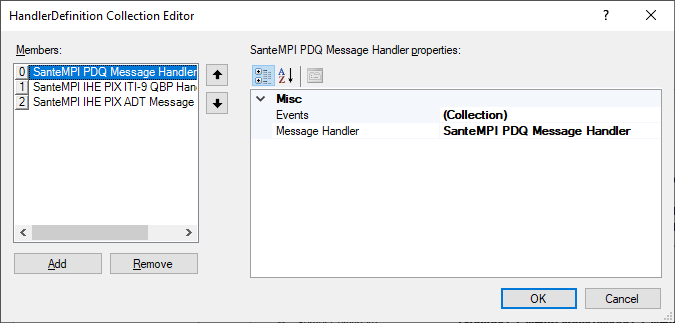 HandlerDefinition Collection Editor
? ×
Members:
0 SanteMPI PDQ Message Handler
1 SanteMPI IHE PIX ITI-9 QBP Han
2 SanteMPI IHE PIX ADT Message
Add Remove
SanteMPI PDQ Message Handler properties:
A Z
Misc
Events (Collection)
Message Handler SanteMPI PDQ Message Handler
OK Cancel